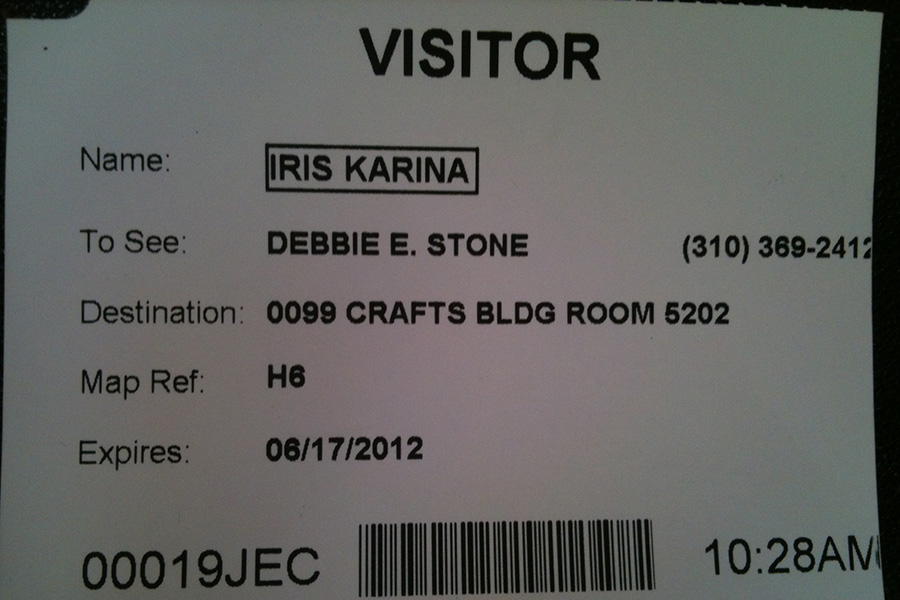 VISITOR
Name: IRIS KARINA
To See: DEBBIE E. STONE (310) 369-2412
Destination: 0099 CRAFTS BLDG ROOM 5202
Map Ref: H6
Expires: 06/17/2012
00019JEC 10:28AM